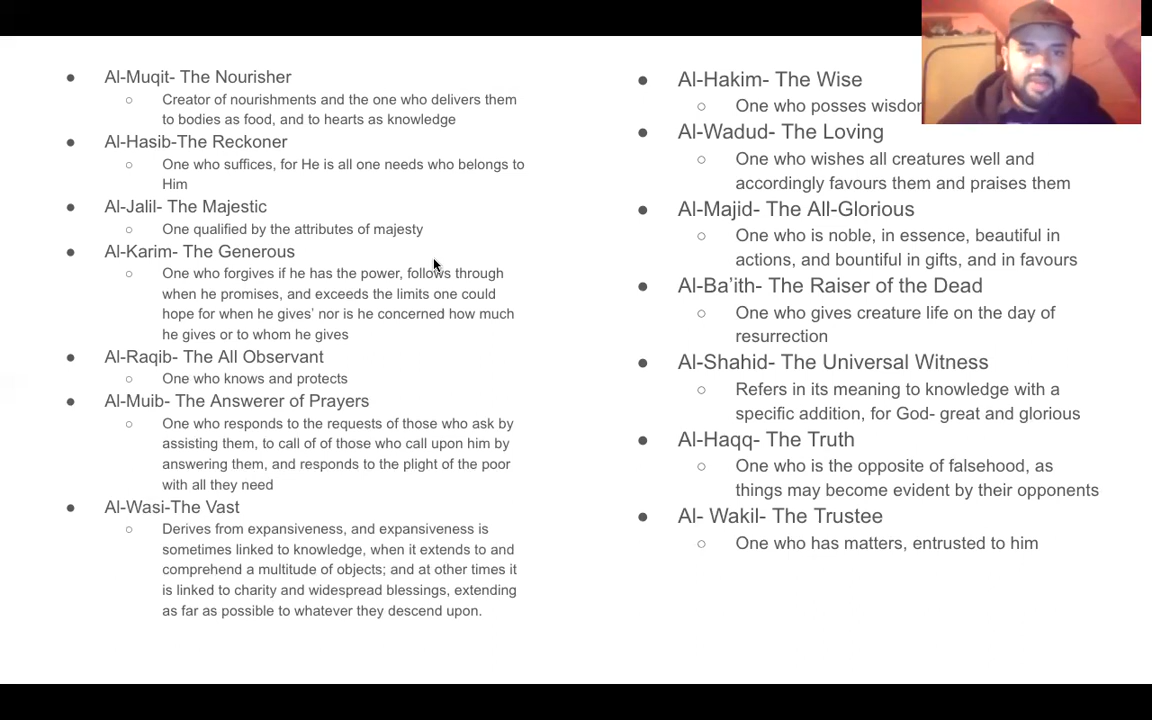 Al-Muqit- The Nourisher
Creator of nourishments and the one who delivers them
to bodies as food, and to hearts as knowledge
Al-Hasib-The Reckoner
One who suffices, for He is all one needs who belongs to
Him
Al-Jalil- The Majestic
One qualified by the attributes of majesty
Al-Karim- The Generous
One who forgives if he has the power, follows through
when he promises, and exceeds the limits one could
hope for when he gives’ nor is he concerned how much
he gives or to whom he gives
Al-Raqib- The All Observant
One who knows and protects
Al-Muib- The Answerer of Prayers
One who responds to the requests of those who ask by
assisting them, to call of of those who call upon him by
answering them, and responds to the plight of the poor
with all they need
Al-Wasi-The Vast
Derives from expansiveness, and expansiveness is
sometimes linked to knowledge, when it extends to and
comprehend a multitude of objects; and at other times it
is linked to charity and widespread blessings, extending
as far as possible to whatever they descend upon.
Al-Hakim- The Wise
One who posses
Al-Wadud- The Loving
One who wishes all creatures well and
accordingly favours them and praises them
Al-Majid- The All-Glorious
One who is noble, in essence, beautiful in
actions, and bountiful in gifts, and in favours
Al-Ba’ith- The Raiser of the Dead
One who gives creature life on the day of
resurrection
Al-Shahid- The Universal Witness
Refers in its meaning to knowledge with a
specific addition, for God- great and glorious
Al-Haqq- The Truth
One who is the opposite of falsehood, as
things may become evident by their opponents
Al- Wakil- The Trustee
One who has matters, entrusted to him